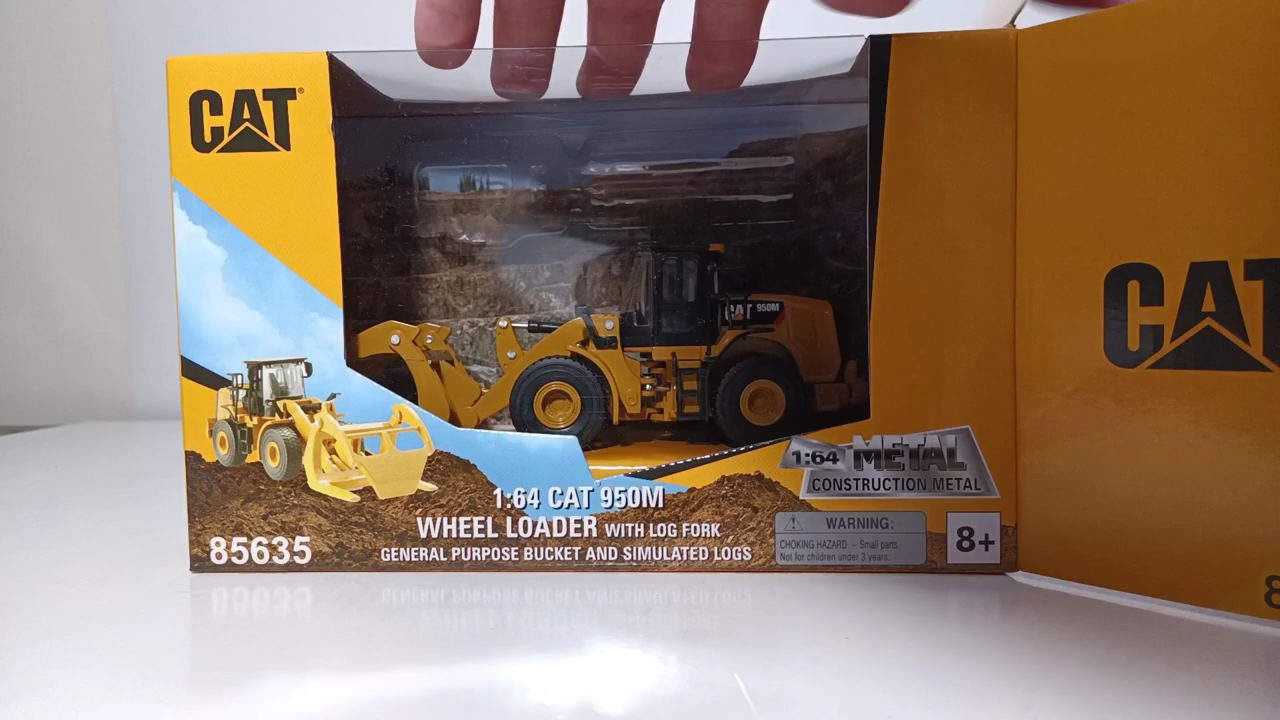 CAT®
CAT 950M
CAT
1:64 METAL
CONSTRUCTION METAL
1:64 CAT 950M
WHEEL LOADER WITH LOG FORK
GENERAL PURPOSE BUCKET AND SIMULATED LOGS
85635
WARNING:
CHOKING HAZARD – Small parts.
Not for children under 3 years.
8+
8